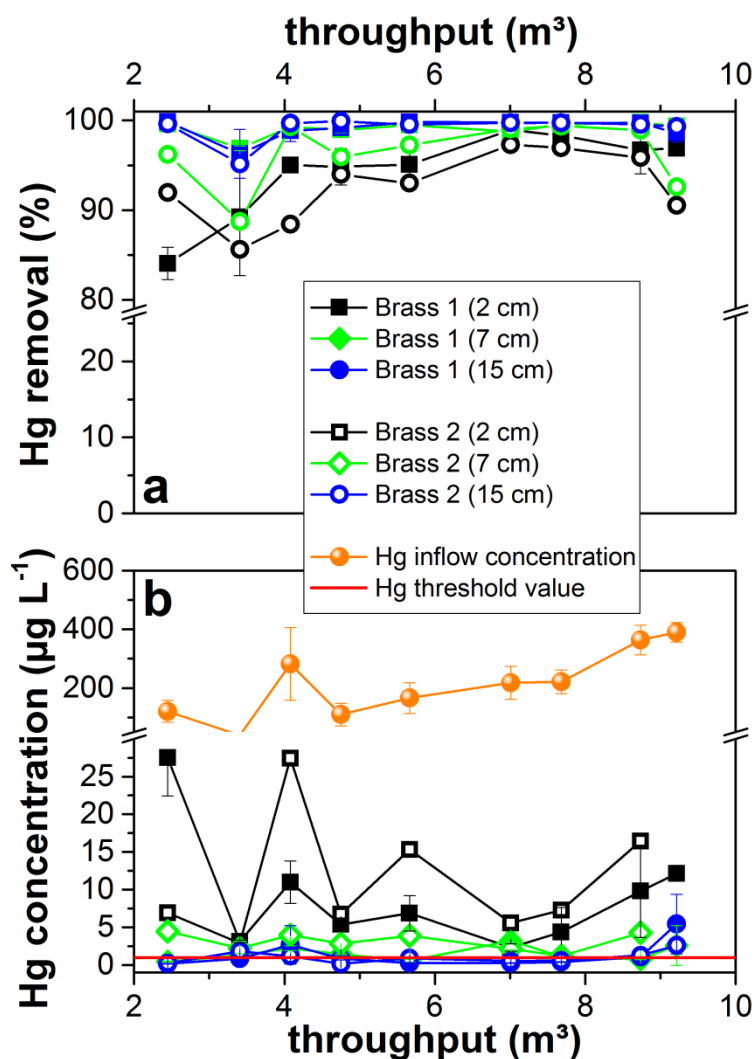 throughput (m³)
2 4 6 8 10
100
90
80
20
10
0
Hg removal (%)
a
Brass 1 (2 cm)
Brass 1 (7 cm)
Brass 1 (15 cm)
Brass 2 (2 cm)
Brass 2 (7 cm)
Brass 2 (15 cm)
Hg inflow concentration
Hg threshold value
b
600
400
200
25
20
15
10
5
0
Hg concentration (µg L⁻¹)
2 4 6 8 10
throughput (m³)